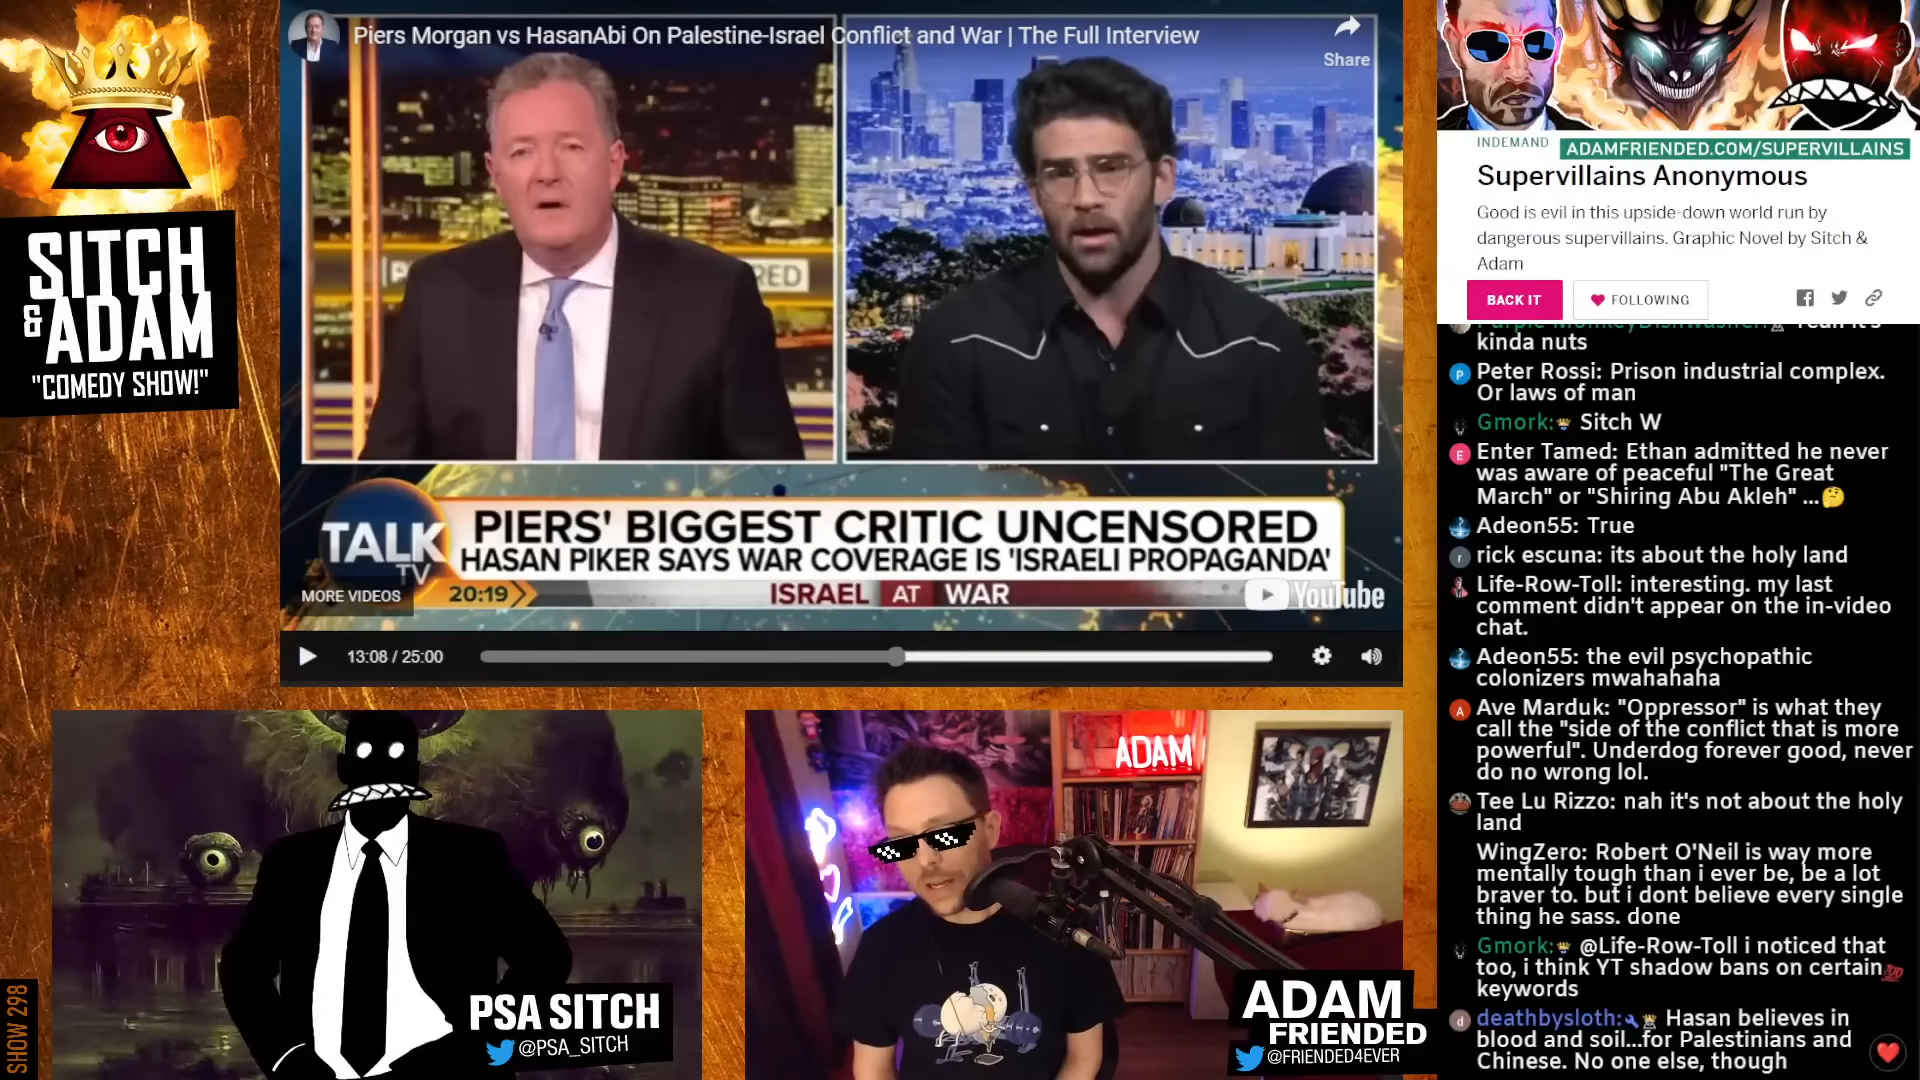 SITCH
& ADAM
"COMEDY SHOW!"
SHOW 298
Piers Morgan vs HasanAbi On Palestine-Israel Conflict and War | The Full Interview
Share
RED
TALK
TV
PIERS' BIGGEST CRITIC UNCENSORED
HASAN PIKER SAYS WAR COVERAGE IS 'ISRAELI PROPAGANDA'
MORE VIDEOS
20:19
ISRAEL AT WAR
YouTube
13:08 / 25:00
PSA SITCH
@PSA_SITCH
ADAM
ADAM
FRIENDED
@FRIENDED4EVER
INDEMAND
ADAMFRIENDED.COM/SUPERVILLAINS
Supervillains Anonymous
Good is evil in this upside-down world run by
dangerous supervillains. Graphic Novel by Sitch &
Adam
BACK IT
FOLLOWING
Purple MonkeyDishwasher: Yeah it's
kinda nuts
Peter Rossi: Prison industrial complex.
Or laws of man
Gmork: Sitch W
Enter Tamed: Ethan admitted he never
was aware of peaceful "The Great
March" or "Shiring Abu Akleh" ...🤔
Adeon55: True
rick escuna: its about the holy land
Life-Row-Toll: interesting. my last
comment didn't appear on the in-video
chat.
Adeon55: the evil psychopathic
colonizers mwahahaha
Ave Marduk: "Oppressor" is what they
call the "side of the conflict that is more
powerful". Underdog forever good, never
do no wrong lol.
Tee Lu Rizzo: nah it's not about the holy
land
WingZero: Robert O'Neil is way more
mentally tough than i ever be, be a lot
braver to. but i dont believe every single
thing he sass. done
Gmork: @Life-Row-Toll i noticed that
too, i think YT shadow bans on certain
keywords
deathbysloth: Hasan believes in
blood and soil...for Palestinians and
Chinese. No one else, though